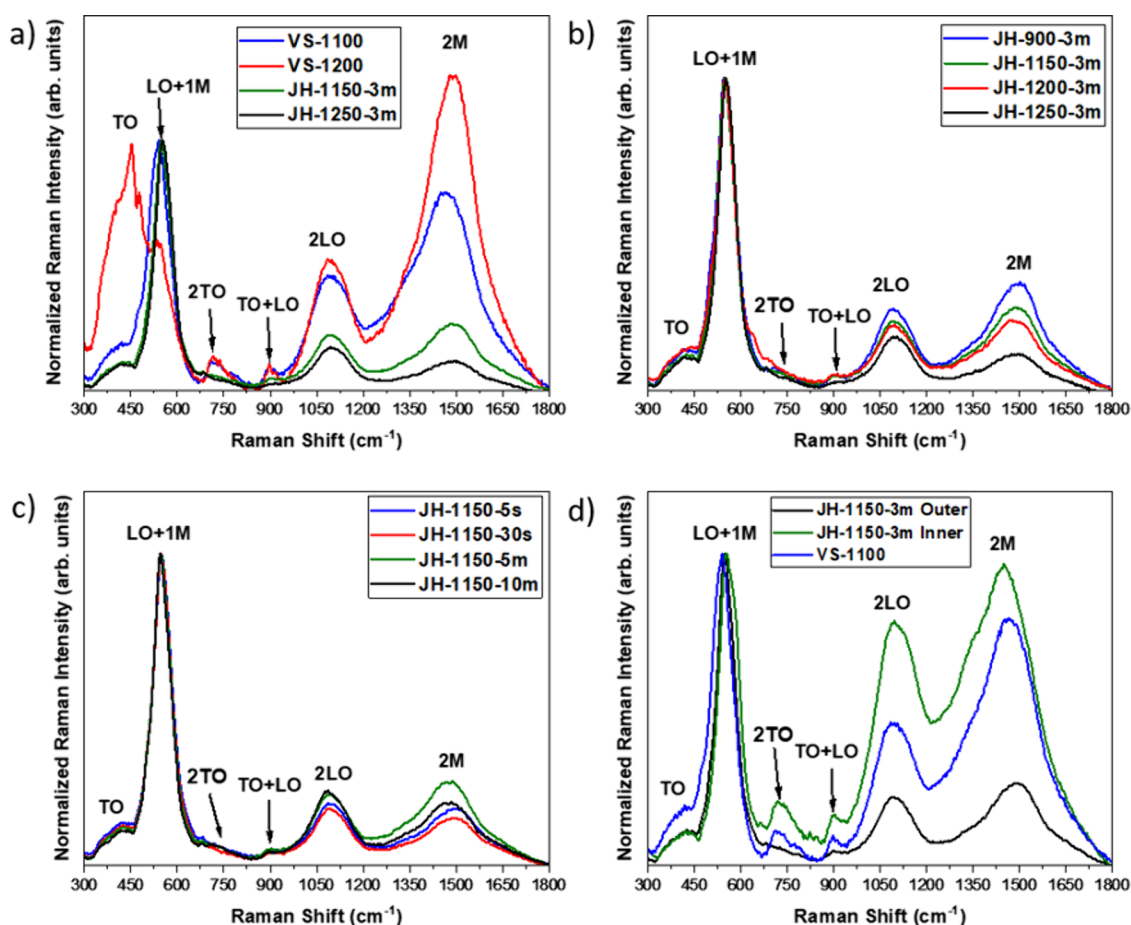 a)
VS-1100
VS-1200
JH-1150-3m
JH-1250-3m
TO
LO+1M
2TO
TO+LO
2LO
2M
Normalized Raman Intensity (arb. units)
300 450 600 750 900 1050 1200 1350 1500 1650 1800
Raman Shift (cm⁻¹)
b)
JH-900-3m
JH-1150-3m
JH-1200-3m
JH-1250-3m
LO+1M
TO
2TO
TO+LO
2LO
2M
Normalized Raman Intensity (arb. units)
300 450 600 750 900 1050 1200 1350 1500 1650 1800
Raman Shift (cm⁻¹)
c)
JH-1150-5s
JH-1150-30s
JH-1150-5m
JH-1150-10m
LO+1M
TO
2TO
TO+LO
2LO
2M
Normalized Raman Intensity (arb. units)
300 450 600 750 900 1050 1200 1350 1500 1650 1800
Raman Shift (cm⁻¹)
d)
JH-1150-3m Outer
JH-1150-3m Inner
VS-1100
LO+1M
TO
2TO
TO+LO
2LO
2M
Normalized Raman Intensity (arb. units)
300 450 600 750 900 1050 1200 1350 1500 1650 1800
Raman Shift (cm⁻¹)